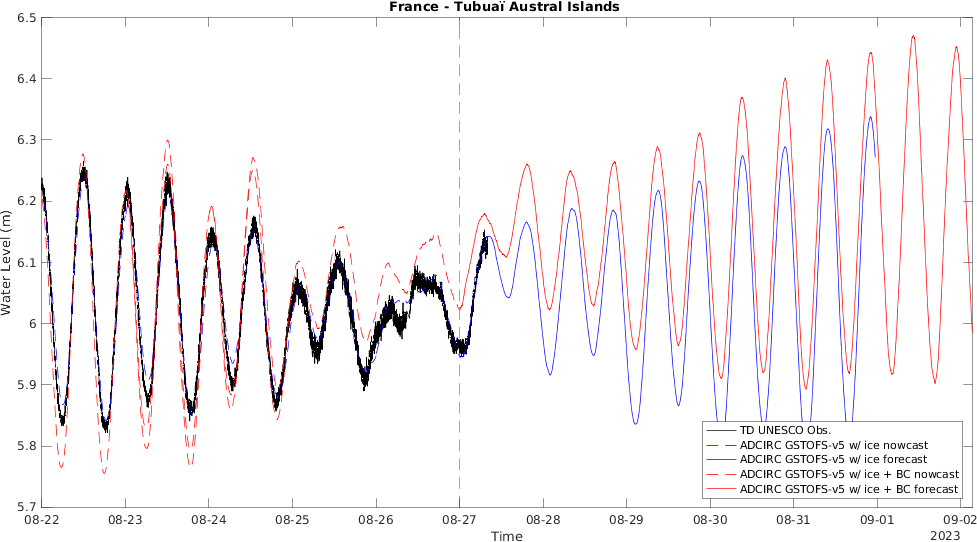 France - Tubuaï Austral Islands
6.5
6.4
6.3
6.2
6.1
6
5.9
5.8
5.7
Water Level (m)
TD UNESCO Obs.
ADCIRC GSTOFS-v5 w/ ice nowcast
ADCIRC GSTOFS-v5 w/ ice forecast
ADCIRC GSTOFS-v5 w/ ice + BC nowcast
ADCIRC GSTOFS-v5 w/ ice + BC forecast
08-22 08-23 08-24 08-25 08-26 08-27 08-28 08-29 08-30 08-31 09-01 09-02
Time 2023